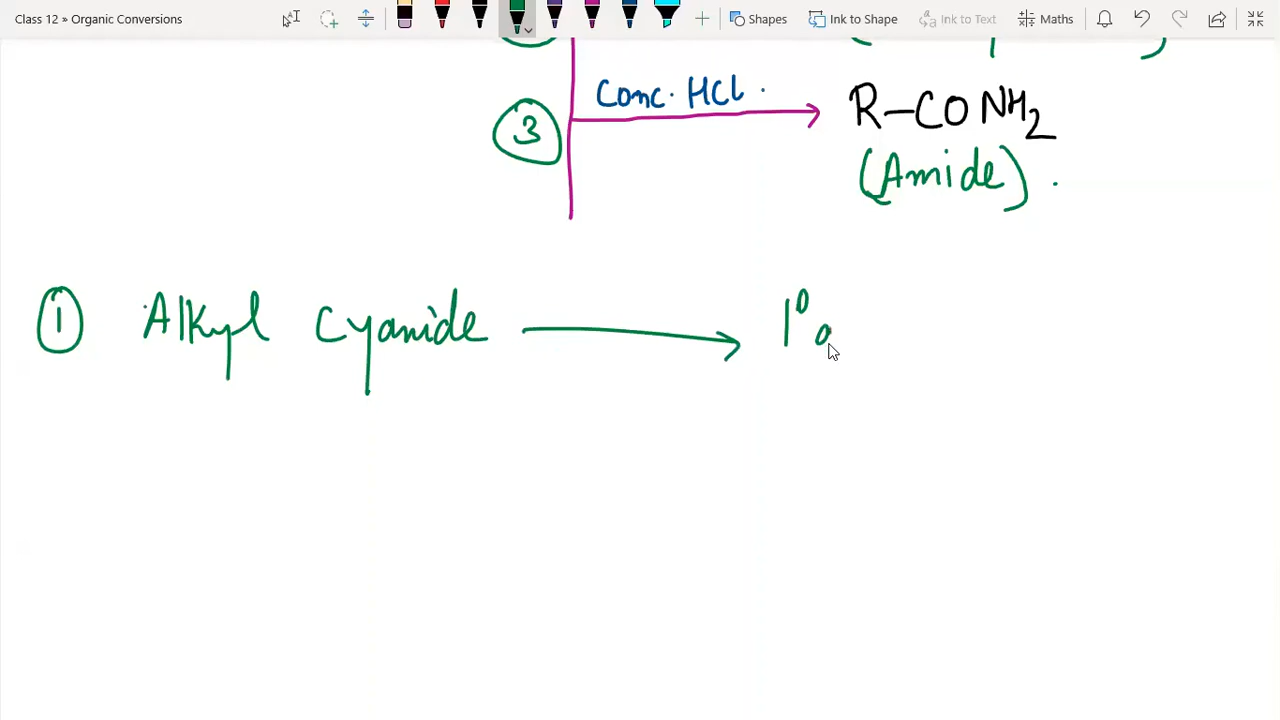 Class 12 » Organic Conversions
Shapes
Ink to Shape
Ink to Text
Maths
Conc. HCl.
3
R-CONH2
(Amide).
1 Alkyl Cyanide → 1° a